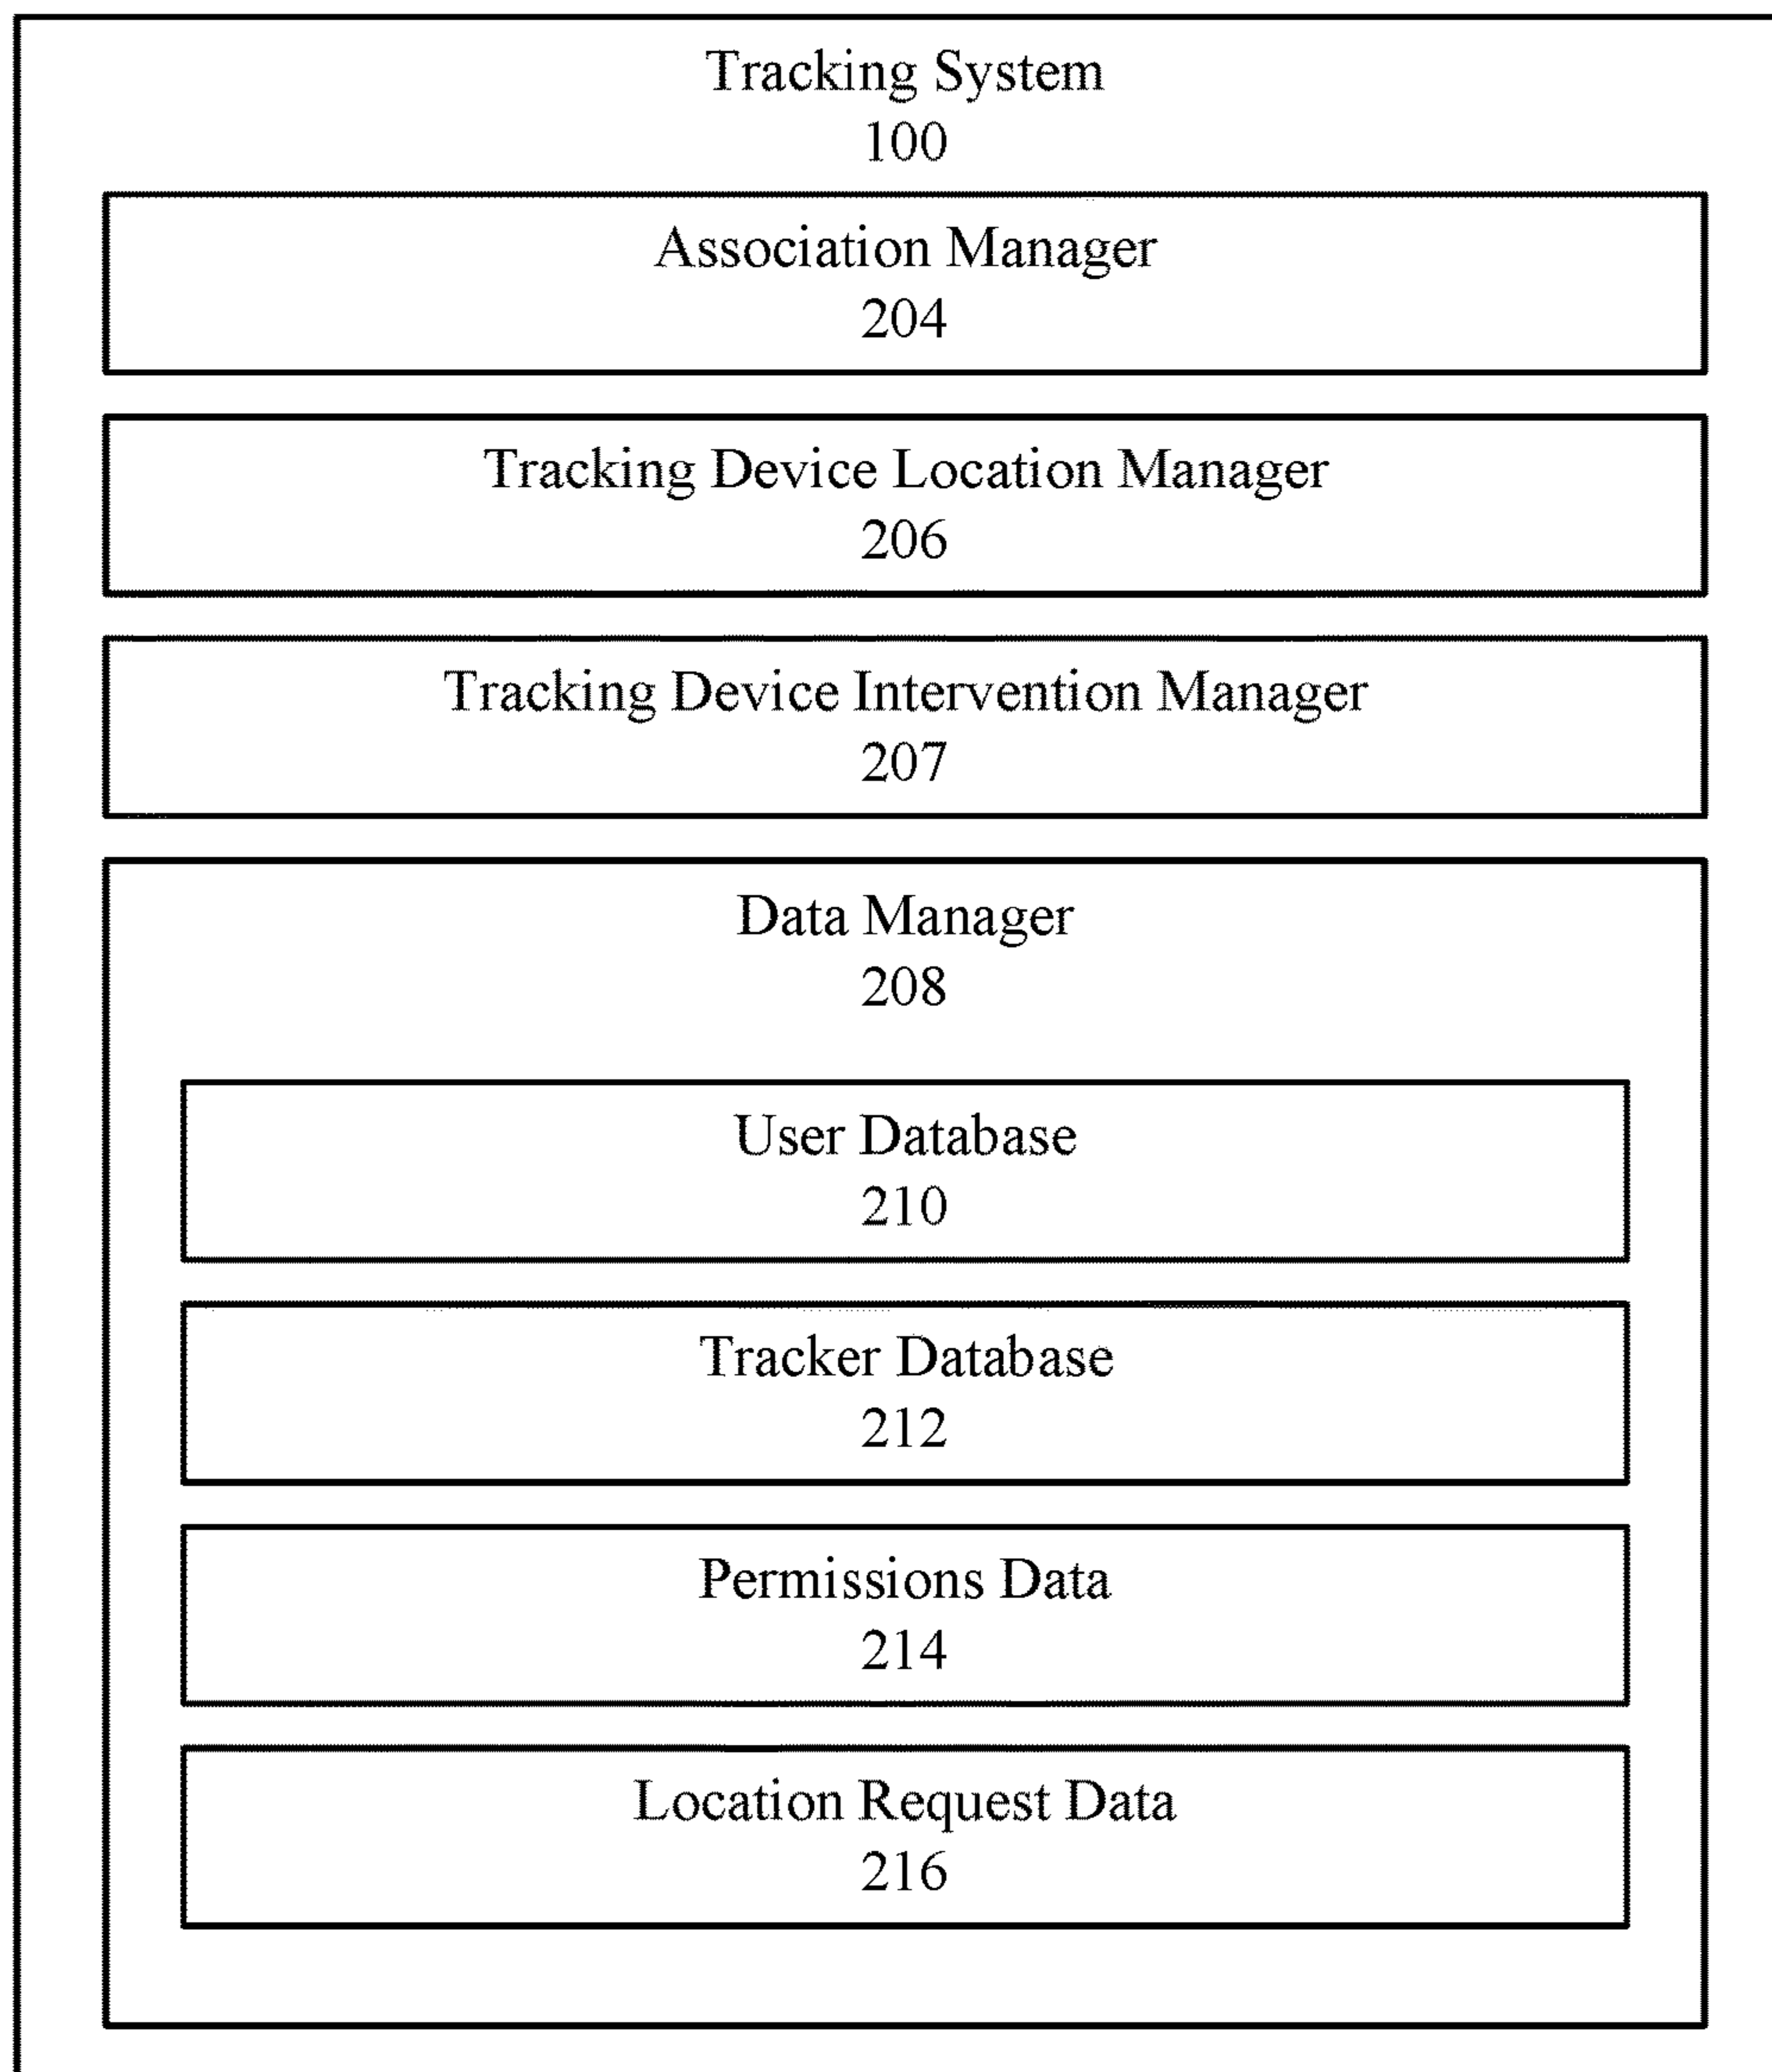 Tracking System
100
Association Manager
204
Tracking Device Location Manager
206
Tracking Device Intervention Manager
207
Data Manager
208
User Database
210
Tracker Database
212
Permissions Data
214
Location Request Data
216